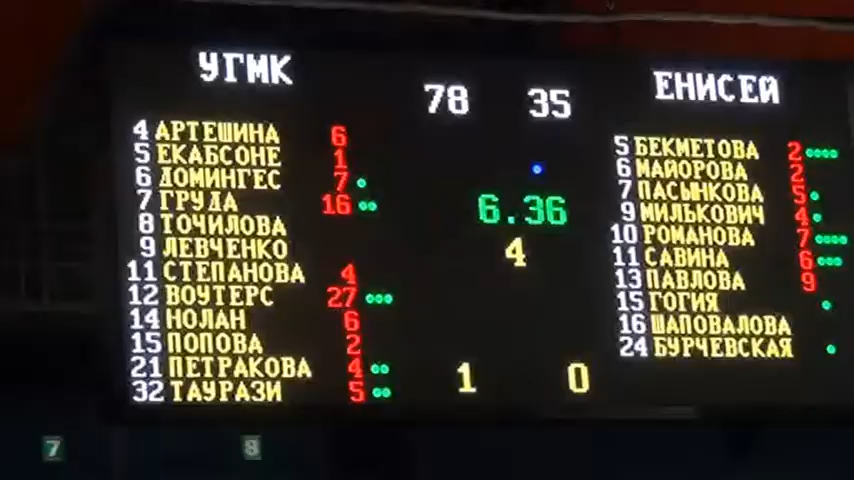 УГМК
78 35
ЕНИСЕЙ
4 АРТЕШИНА 6
5 ЕКАБСОНЕ 1
6 ДОМИНГЕС 7
7 ГРУДА 16
8 ТОЧИЛОВА
9 ЛЕВЧЕНКО
11 СТЕПАНОВА 4
12 ВОУТЕРС 27
14 НОЛАН 6
15 ПОПОВА 2
21 ПЕТРАКОВА 4
32 ТАУРАЗИ 5
6.36
4
1 0
5 БЕКМЕТОВА 2
6 МАЙОРОВА 2
7 ПАСЫНКОВА 5
9 МИЛЬКОВИЧ 4
10 РОМАНОВА 7
11 САВИНА 6
13 ПАВЛОВА 9
15 ГОГИЯ
16 ШАПОВАЛОВА
24 БУРЧЕВСКАЯ
7 8